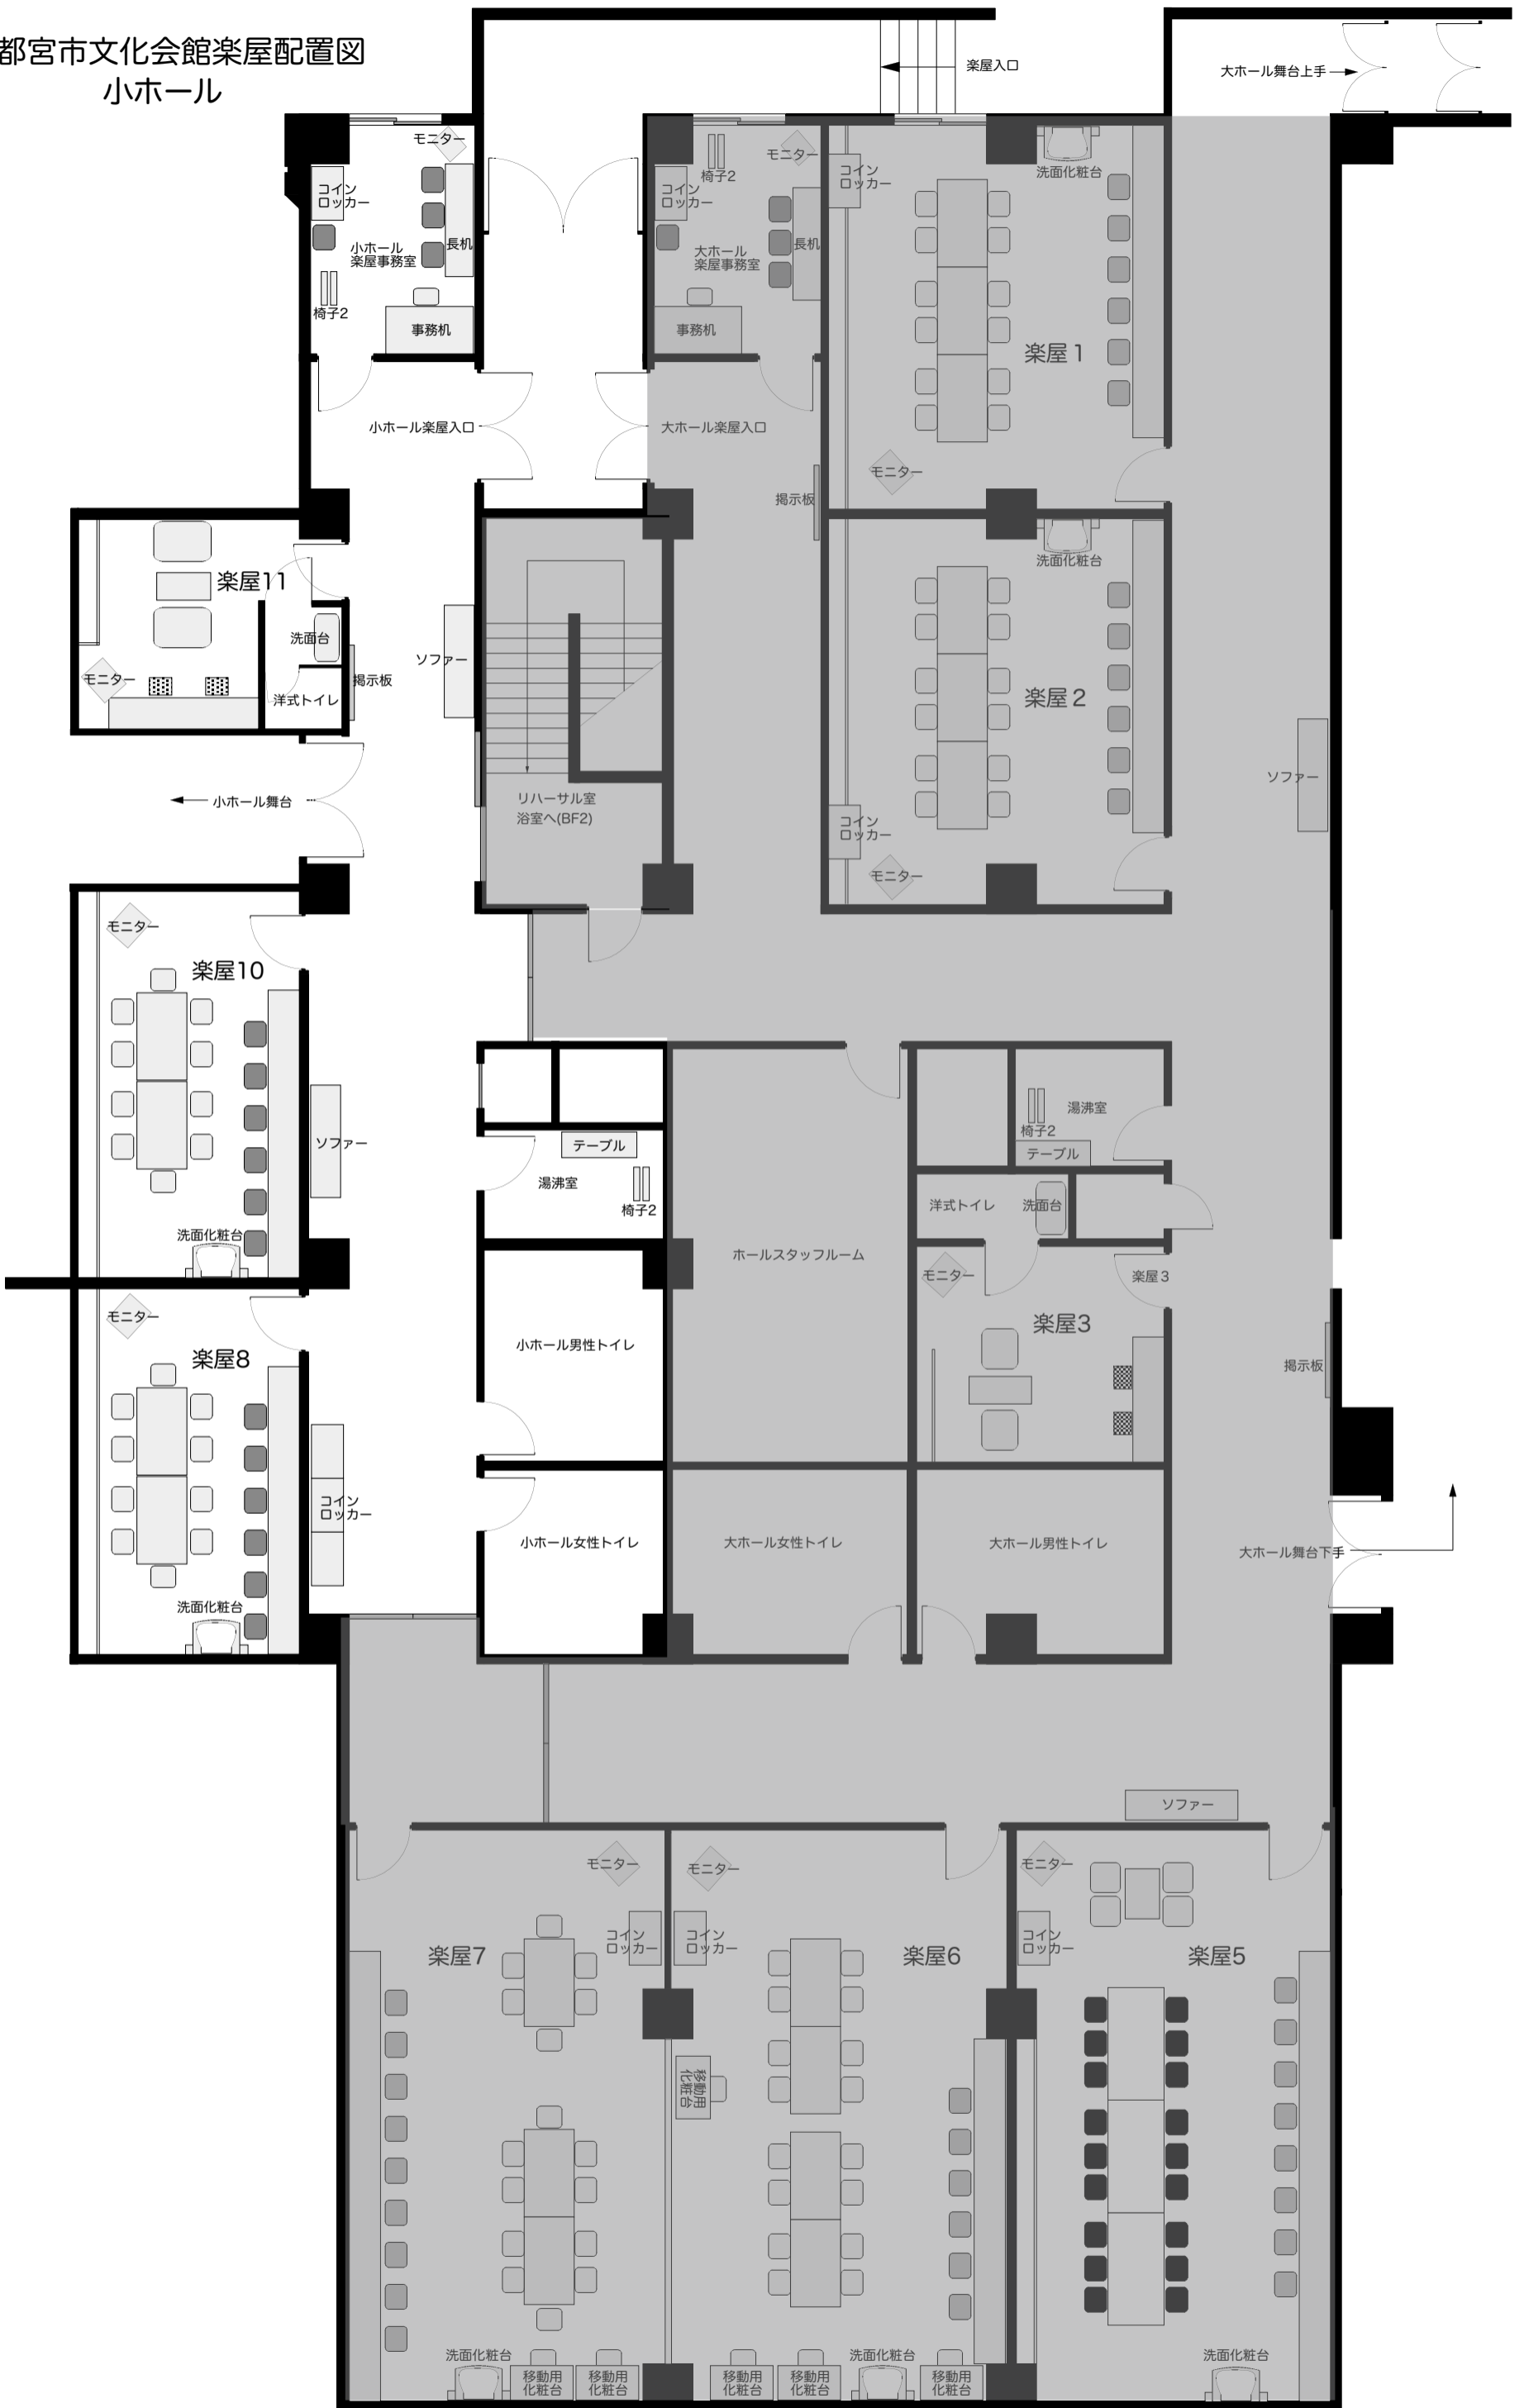 都宮市文化会館楽屋配置図
小ホール
楽屋入口
大ホール舞台上手
モニター
コイン
ロッカー
小ホール
楽屋事務室
長机
椅子2
事務机
椅子2
モニター
コイン
ロッカー
大ホール
楽屋事務室
長机
事務机
コイン
ロッカー
洗面化粧台
楽屋1
モニター
小ホール楽屋入口
大ホール楽屋入口
掲示板
楽屋11
洗面台
モニター
洋式トイレ
掲示板
ソファー
洗面化粧台
楽屋2
コイン
ロッカー
モニター
ソファー
小ホール舞台
リハーサル室
浴室へ(BF2)
モニター
楽屋10
洗面化粧台
ソファー
テーブル
湯沸室
椅子2
ホールスタッフルーム
湯沸室
椅子2
テーブル
洋式トイレ
洗面台
モニター
楽屋3
楽屋3
掲示板
モニター
楽屋8
洗面化粧台
コイン
ロッカー
小ホール男性トイレ
小ホール女性トイレ
大ホール女性トイレ
大ホール男性トイレ
大ホール舞台下手
ソファー
モニター
コイン
ロッカー
楽屋7
洗面化粧台
移動用
化粧台
移動用
化粧台
モニター
コイン
ロッカー
楽屋6
移動用
化粧台
移動用
化粧台
移動用
化粧台
洗面化粧台
移動用
化粧台
モニター
コイン
ロッカー
楽屋5
洗面化粧台